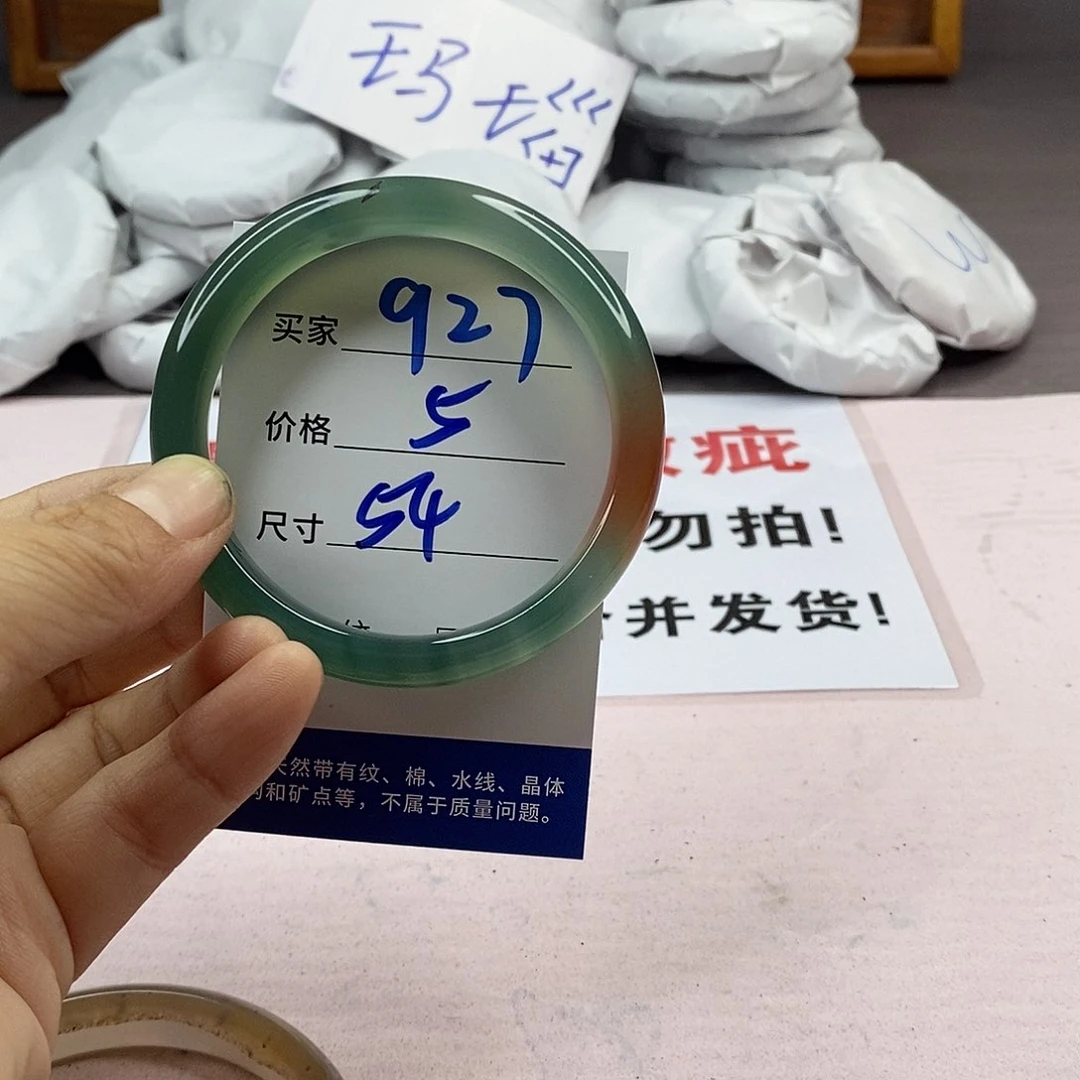 玛瑙
买家 927
价格 5
尺寸 54
疵
勿拍!
并发货!
天然带有纹、棉、水线、晶体
和矿点等，不属于质量问题。